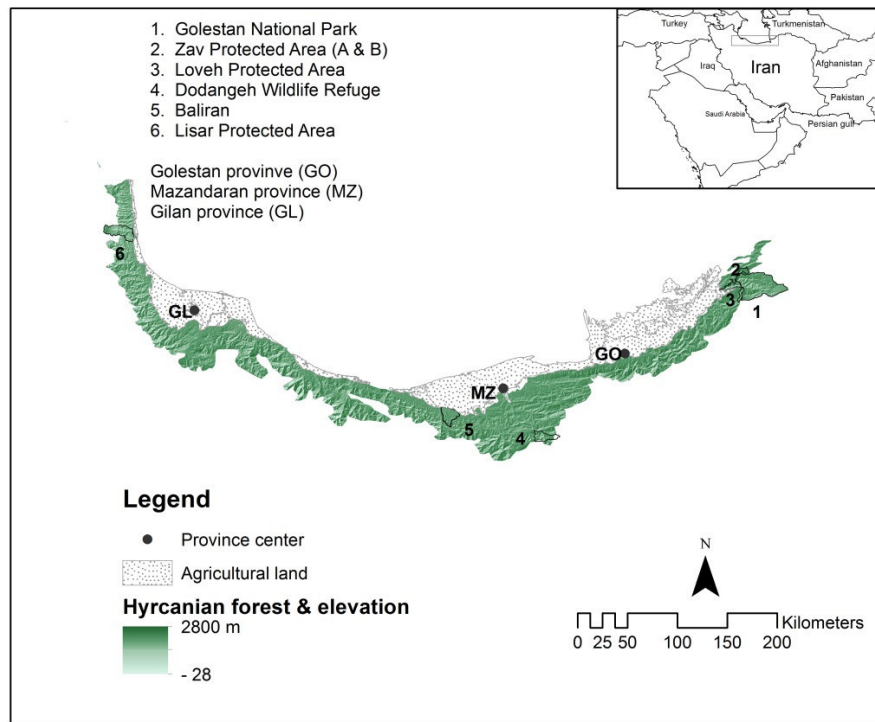 1. Golestan National Park
2. Zav Protected Area (A & B)
3. Loveh Protected Area
4. Dodangeh Wildlife Refuge
5. Baliran
6. Lisar Protected Area
Golestan provinve (GO)
Mazandaran province (MZ)
Gilan province (GL)
Turkey
Turkmenistan
Iraq
Iran
Afghanistan
Pakistan
Saudi Arabia
Persian gulf
6
GL
2
3
1
GO
MZ
5
4
Legend
Province center
Agricultural land
Hyrcanian forest & elevation
2800 m
- 28
N
Kilometers
0 25 50 100 150 200